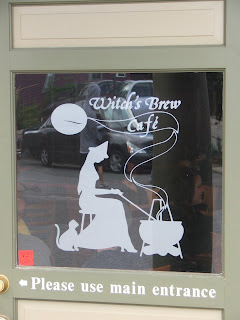 Witch's Brew
Café
Please use main entrance